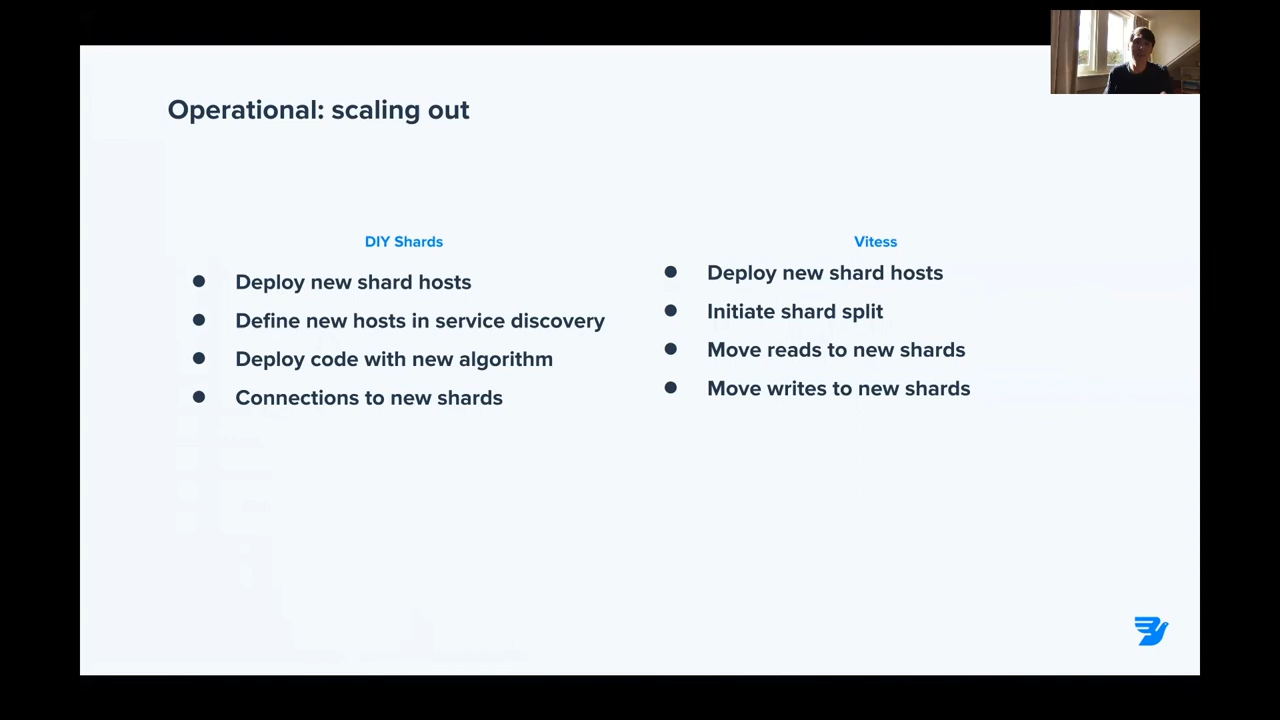 Operational: scaling out
DIY Shards
Deploy new shard hosts
Define new hosts in service discovery
Deploy code with new algorithm
Connections to new shards
Vitess
Deploy new shard hosts
Initiate shard split
Move reads to new shards
Move writes to new shards